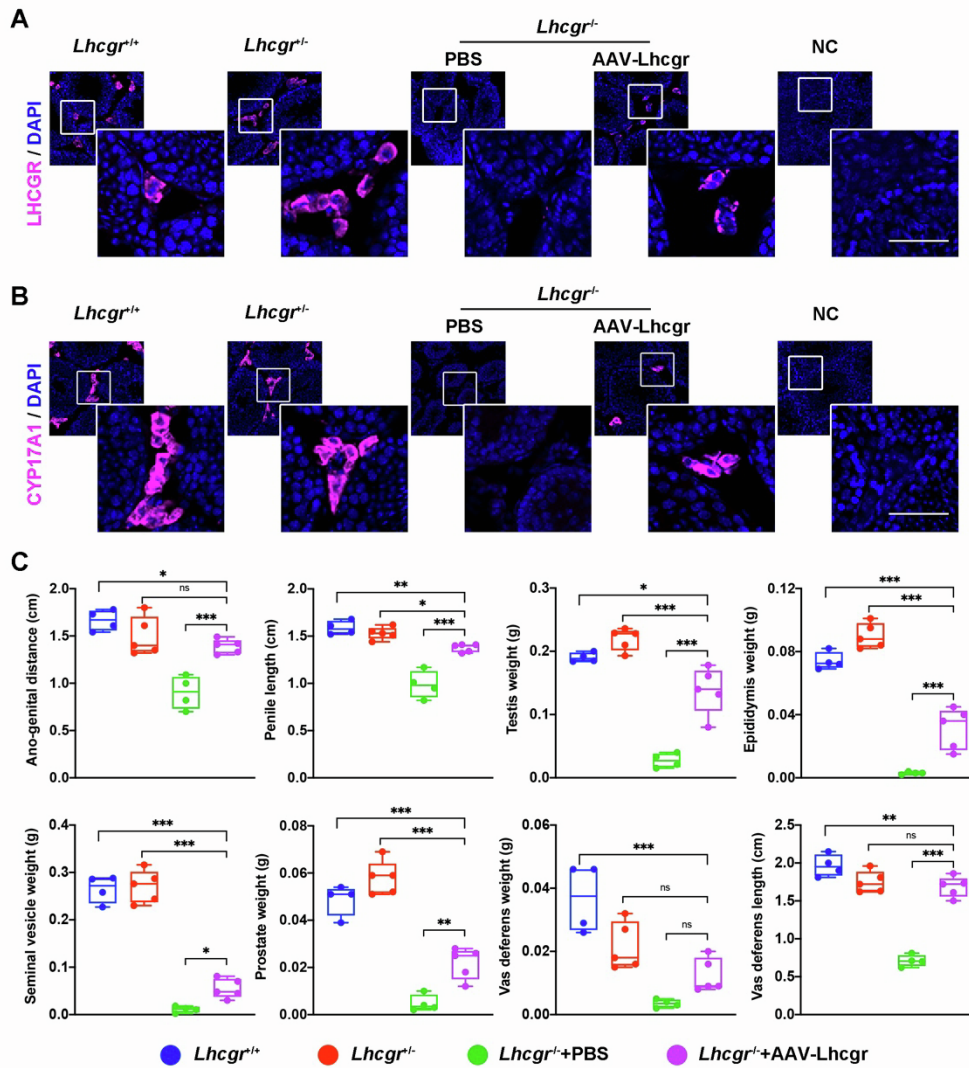 A
Lhcgr+/+
Lhcgr+/-
Lhcgr-/-
PBS
AAV-Lhcgr
NC
LHCGR / DAPI
B
Lhcgr+/+
Lhcgr+/-
Lhcgr-/-
PBS
AAV-Lhcgr
NC
CYP17A1 / DAPI
C
Ano-genital distance (cm)
2.0
1.5
1.0
0.5
0.0
*
ns
***
Penile length (cm)
2.0
1.5
1.0
0.5
0.0
**
*
***
Testis weight (g)
0.3
0.2
0.1
0.0
*
***
***
Epididymis weight (g)
0.12
0.08
0.04
0.00
***
***
***
Seminal vesicle weight (g)
0.3
0.2
0.1
0.0
***
***
*
Prostate weight (g)
0.08
0.06
0.04
0.02
0.00
***
***
**
Vas deferens weight (g)
0.06
0.04
0.02
0.00
***
ns
ns
Vas deferens length (cm)
2.5
2.0
1.5
1.0
0.5
0.0
**
ns
***
Lhcgr+/+
Lhcgr+/-
Lhcgr-/-+PBS
Lhcgr-/-+AAV-Lhcgr